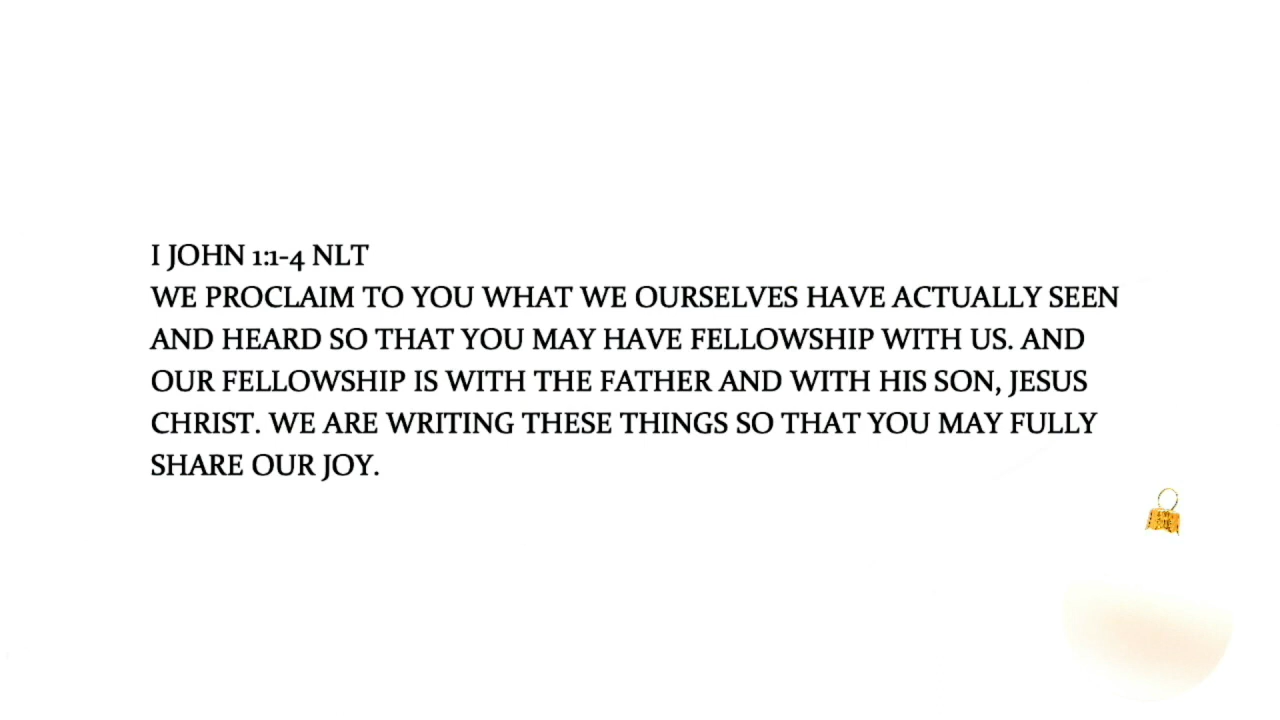 I JOHN 1:1-4 NLT
WE PROCLAIM TO YOU WHAT WE OURSELVES HAVE ACTUALLY SEEN
AND HEARD SO THAT YOU MAY HAVE FELLOWSHIP WITH US. AND
OUR FELLOWSHIP IS WITH THE FATHER AND WITH HIS SON, JESUS
CHRIST. WE ARE WRITING THESE THINGS SO THAT YOU MAY FULLY
SHARE OUR JOY.